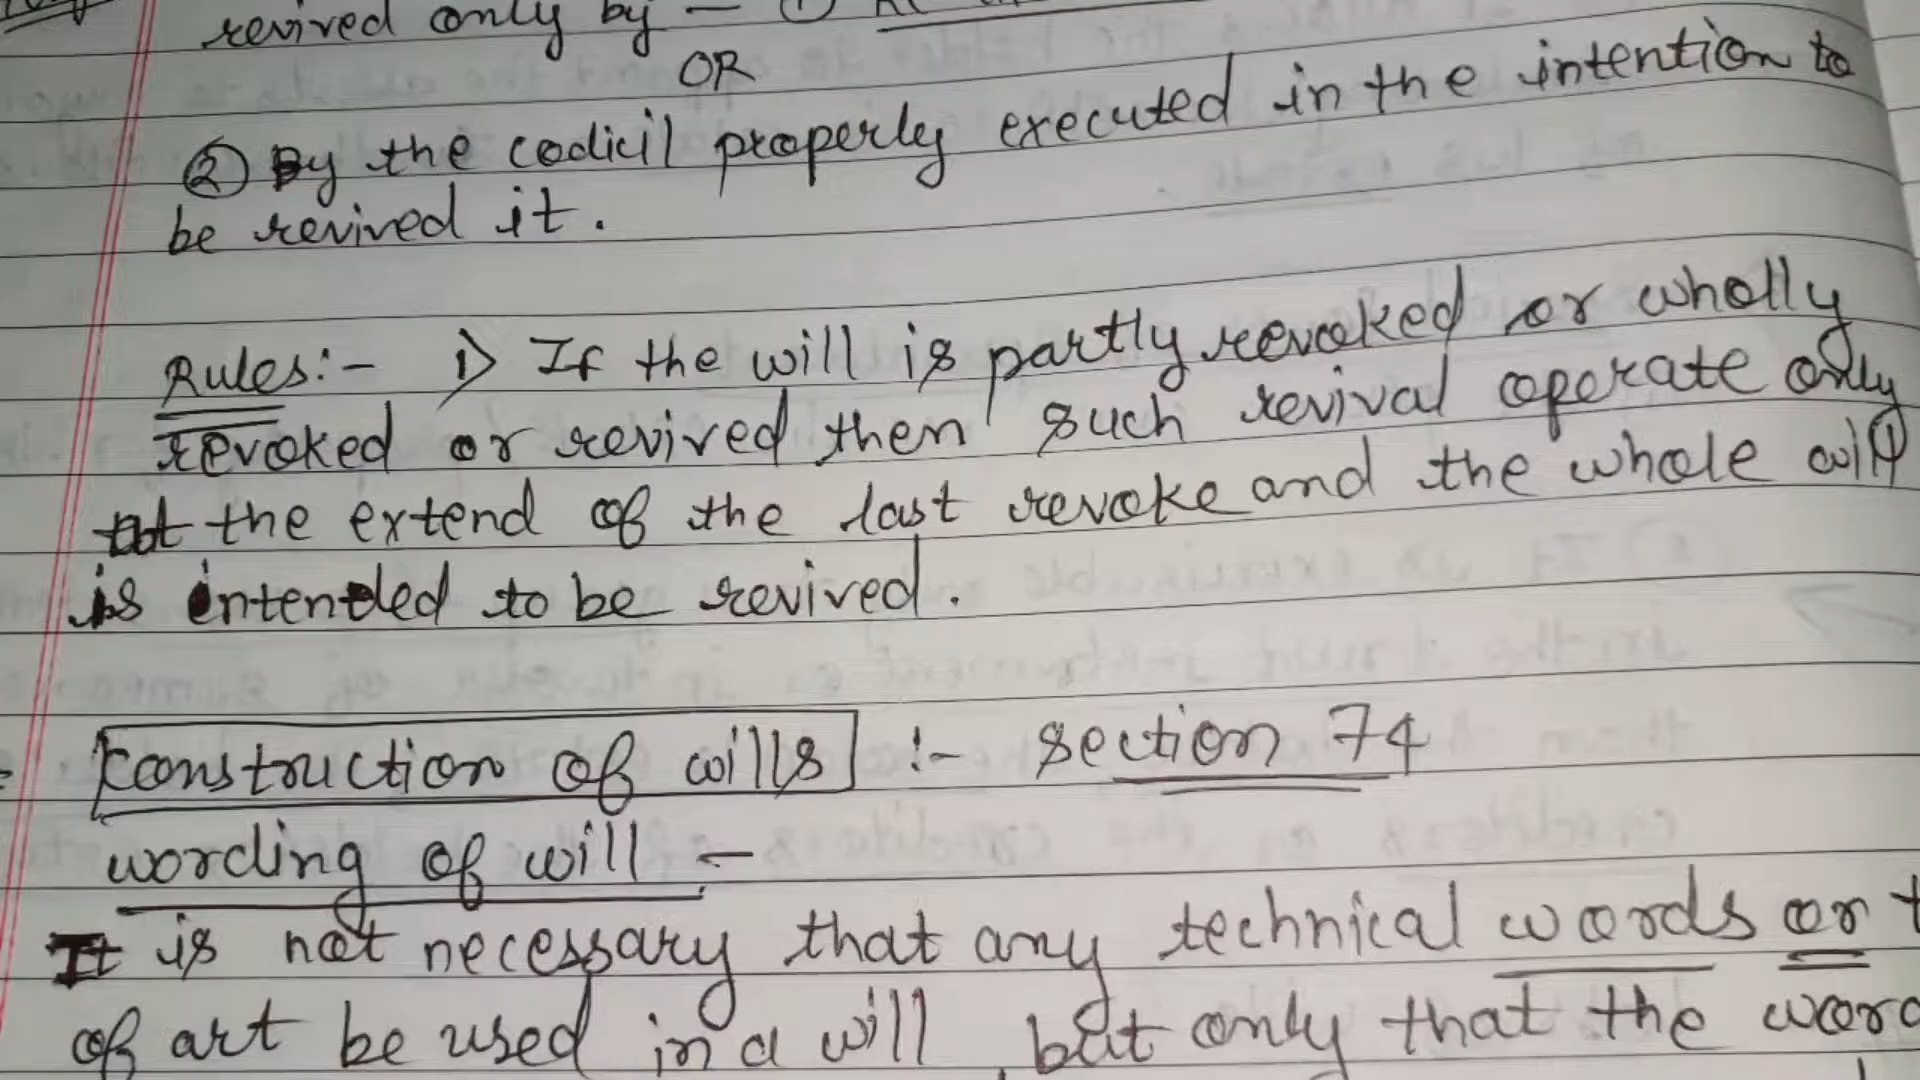 revived only by — ①
OR
② By the codicil properly executed in the intention to
be revived it.
Rules:- 1) If the will is partly revoked or wholly
revoked or revived then such revival operate only
tot the extend of the last revoke and the whole will
is intended to be revived.
Construction of wills :- section 74
wording of will -
It is not necessary that any technical words or t
of art be used in a will, but only that the word